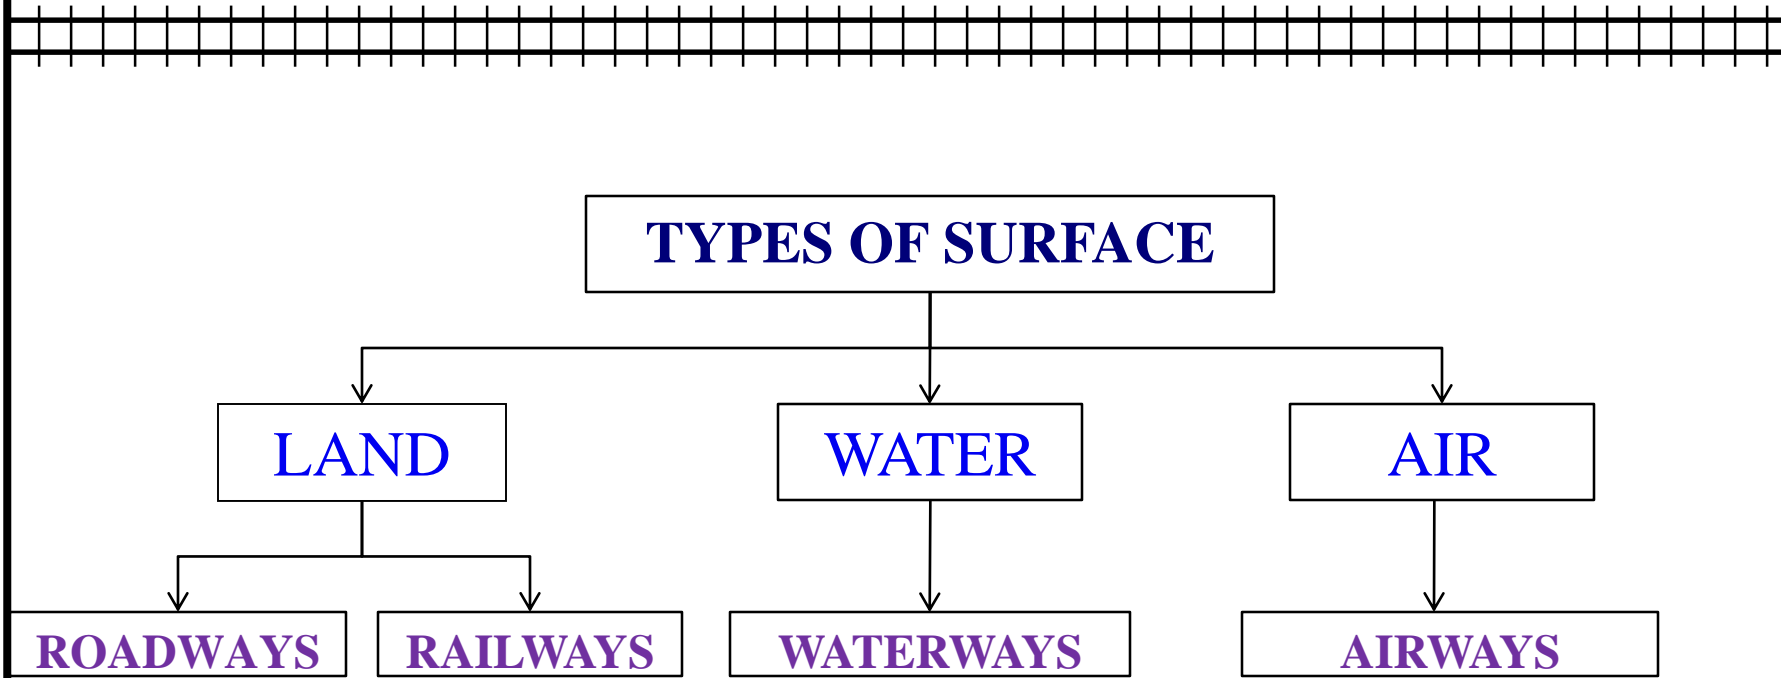 TYPES OF SURFACE
LAND
WATER
AIR
ROADWAYS
RAILWAYS
WATERWAYS
AIRWAYS